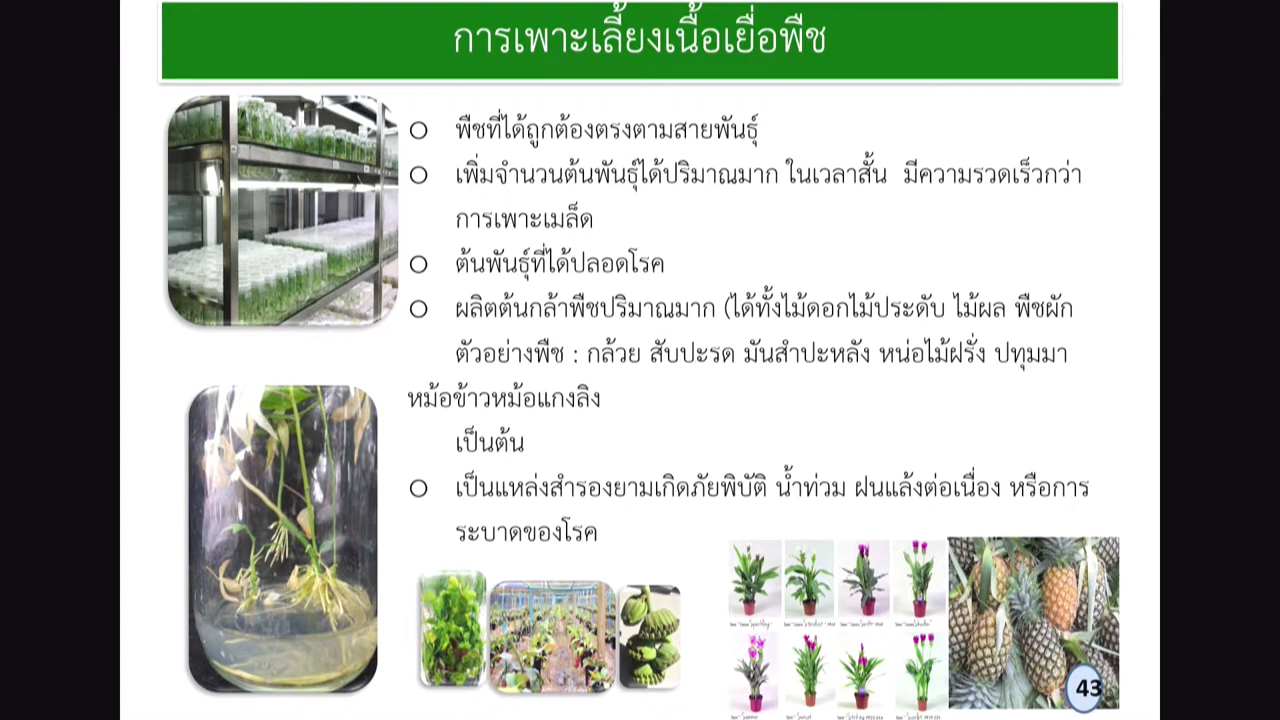 การเพาะเลี้ยงเนื้อเยื่อพืช
พืชที่ได้ถูกต้องตรงตามสายพันธุ์
เพิ่มจำนวนต้นพันธุ์ได้ปริมาณมาก ในเวลาสั้น มีความรวดเร็วกว่า
การเพาะเมล็ด
ต้นพันธุ์ที่ได้ปลอดโรค
ผลิตต้นกล้าพืชปริมาณมาก (ได้ทั้งไม้ดอกไม้ประดับ ไม้ผล พืชผัก
ตัวอย่างพืช : กล้วย สับปะรด มันสำปะหลัง หน่อไม้ฝรั่ง ปทุมมา
หม้อข้าวหม้อแกงลิง
เป็นต้น
เป็นแหล่งสำรองยามเกิดภัยพิบัติ น้ำท่วม ฝนแล้งต่อเนื่อง หรือการ
ระบาดของโรค
43